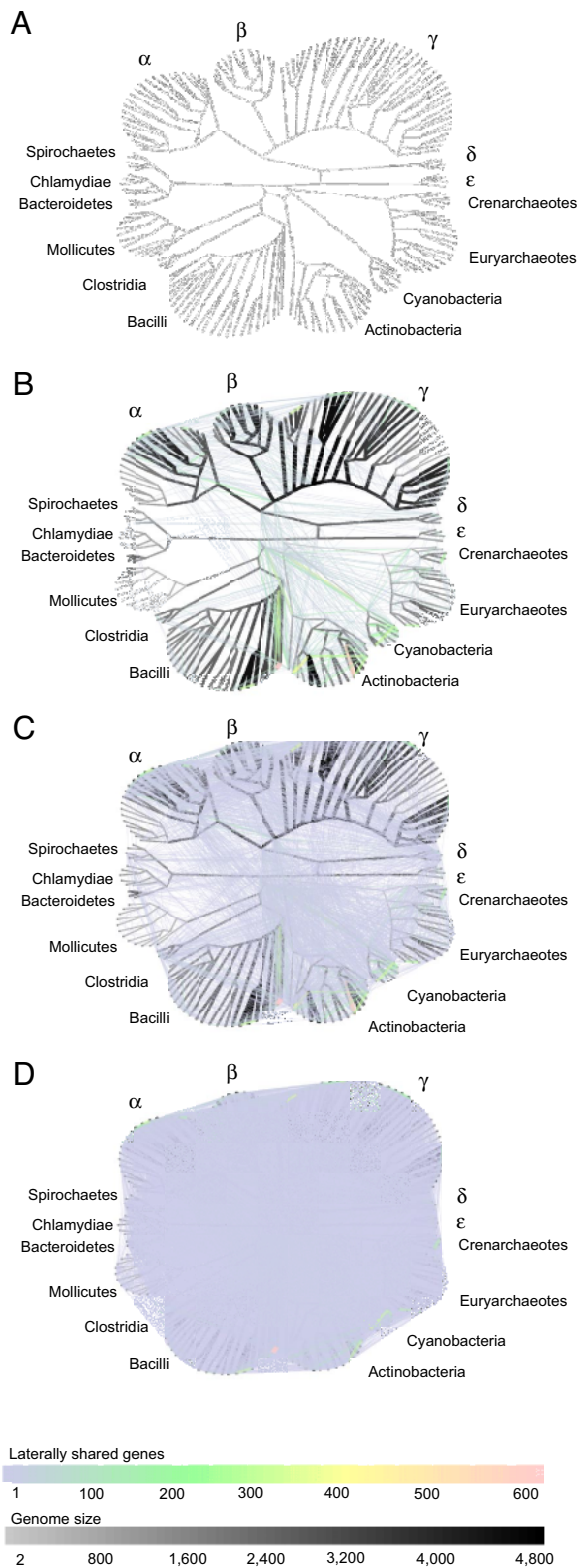 A
α
β
γ
Spirochaetes
δ
Chlamydiae
ε
Bacteroidetes
Crenarchaeotes
Mollicutes
Euryarchaeotes
Clostridia
Cyanobacteria
Bacilli
Actinobacteria
B
α
β
γ
Spirochaetes
δ
Chlamydiae
ε
Bacteroidetes
Crenarchaeotes
Mollicutes
Euryarchaeotes
Clostridia
Cyanobacteria
Bacilli
Actinobacteria
C
α
β
γ
Spirochaetes
δ
Chlamydiae
ε
Bacteroidetes
Crenarchaeotes
Mollicutes
Euryarchaeotes
Clostridia
Cyanobacteria
Bacilli
Actinobacteria
D
α
β
γ
Spirochaetes
δ
Chlamydiae
ε
Bacteroidetes
Crenarchaeotes
Mollicutes
Euryarchaeotes
Clostridia
Cyanobacteria
Bacilli
Actinobacteria
Laterally shared genes
1 100 200 300 400 500 600
Genome size
2 800 1,600 2,400 3,200 4,000 4,800